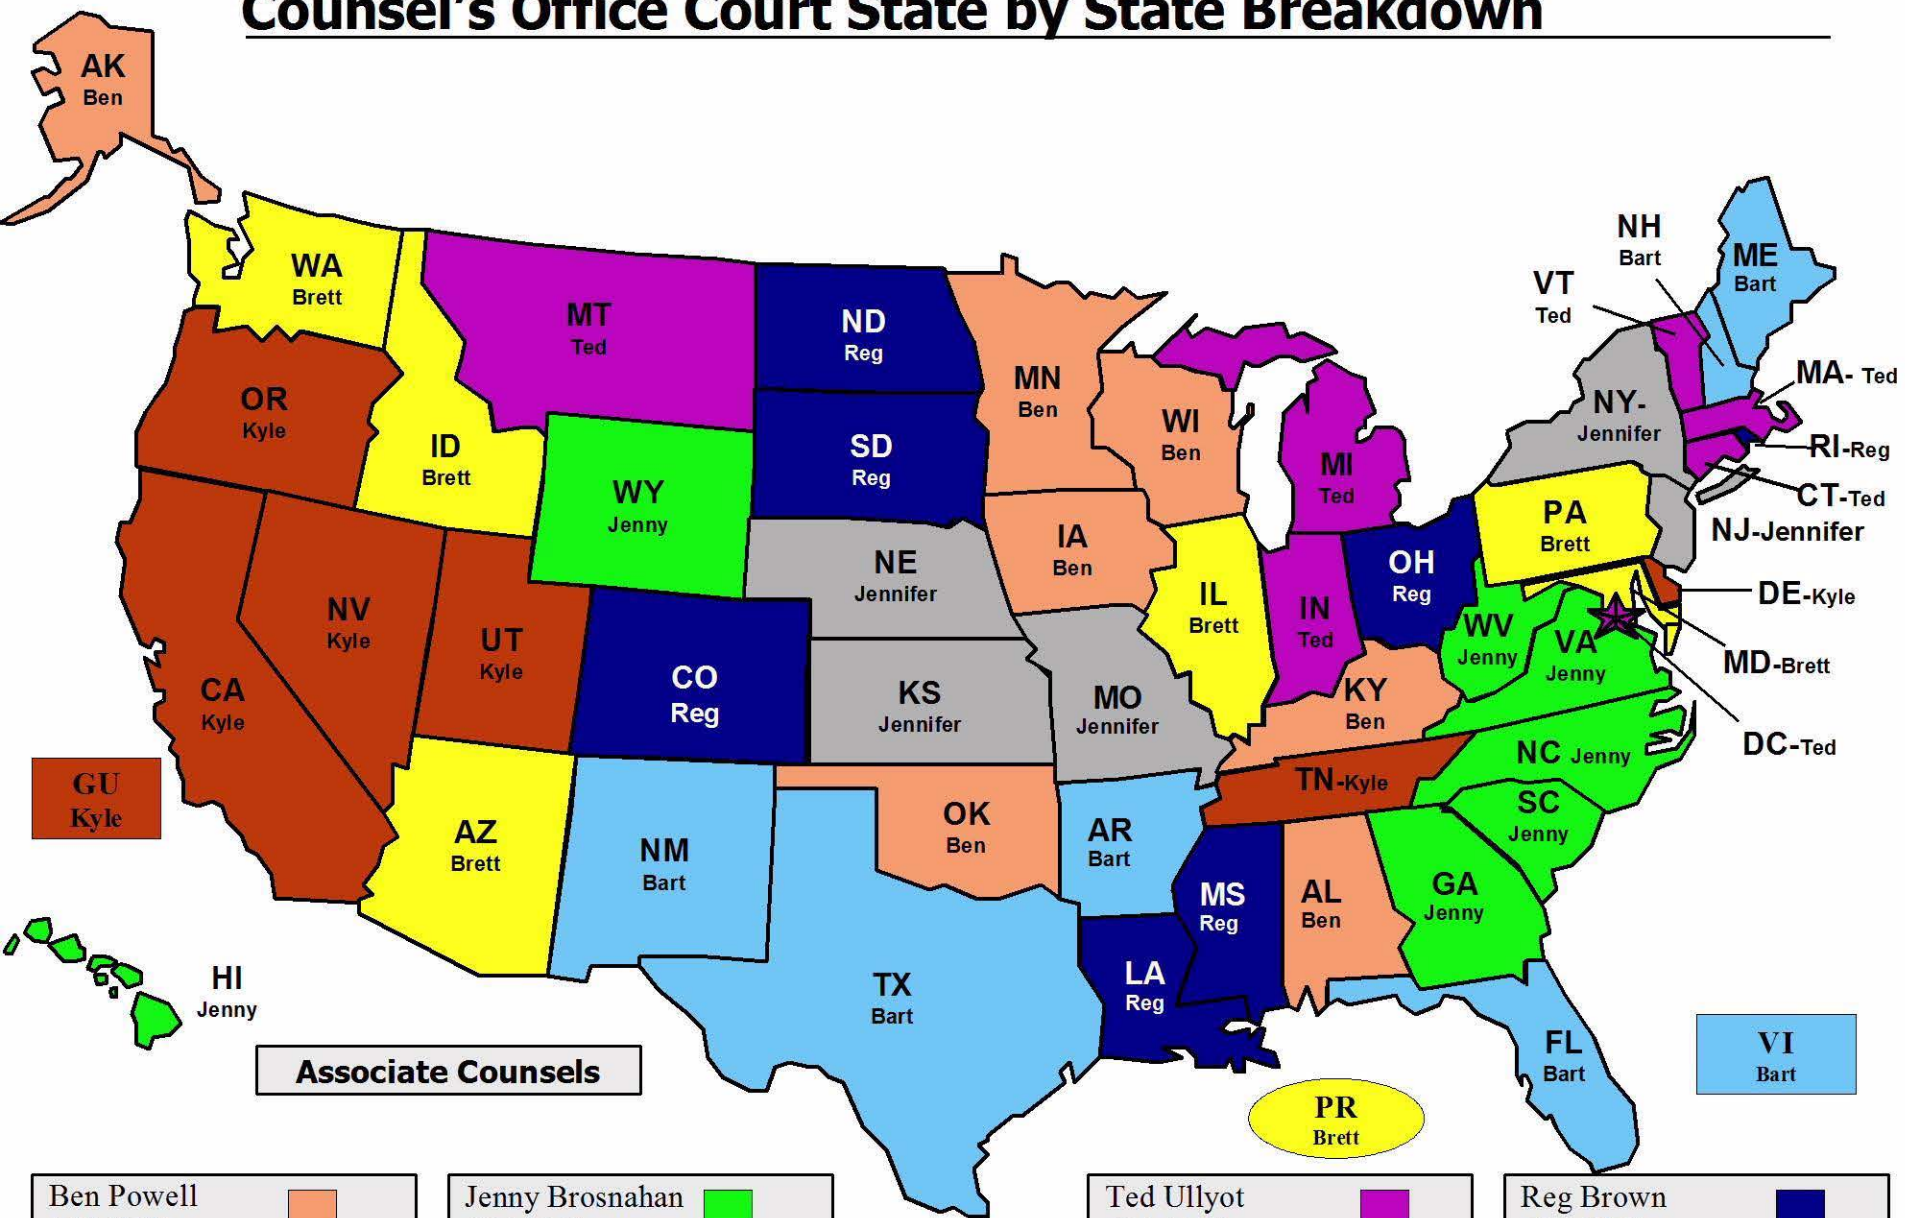 Counsel's Office Court State by State Breakdown
AK
Ben
WA
Brett
MT
Ted
ND
Reg
MN
Ben
VT
Ted
NH
Bart
ME
Bart
OR
Kyle
ID
Brett
WY
Jenny
SD
Reg
WI
Ben
MI
Ted
NY-
Jennifer
MA- Ted
RI-Reg
CT-Ted
NJ-Jennifer
PA
Brett
NE
Jennifer
IA
Ben
IL
Brett
IN
Ted
OH
Reg
WV
Jenny
VA
Jenny
DE-Kyle
MD-Brett
DC-Ted
CA
Kyle
NV
Kyle
UT
Kyle
CO
Reg
KS
Jennifer
MO
Jennifer
KY
Ben
NC Jenny
TN-Kyle
SC
Jenny
GU
Kyle
AZ
Brett
NM
Bart
OK
Ben
AR
Bart
MS
Reg
AL
Ben
GA
Jenny
HI
Jenny
TX
Bart
LA
Reg
FL
Bart
VI
Bart
PR
Brett
Associate Counsels
Ben Powell
Jenny Brosnahan
Ted Ullyot
Reg Brown